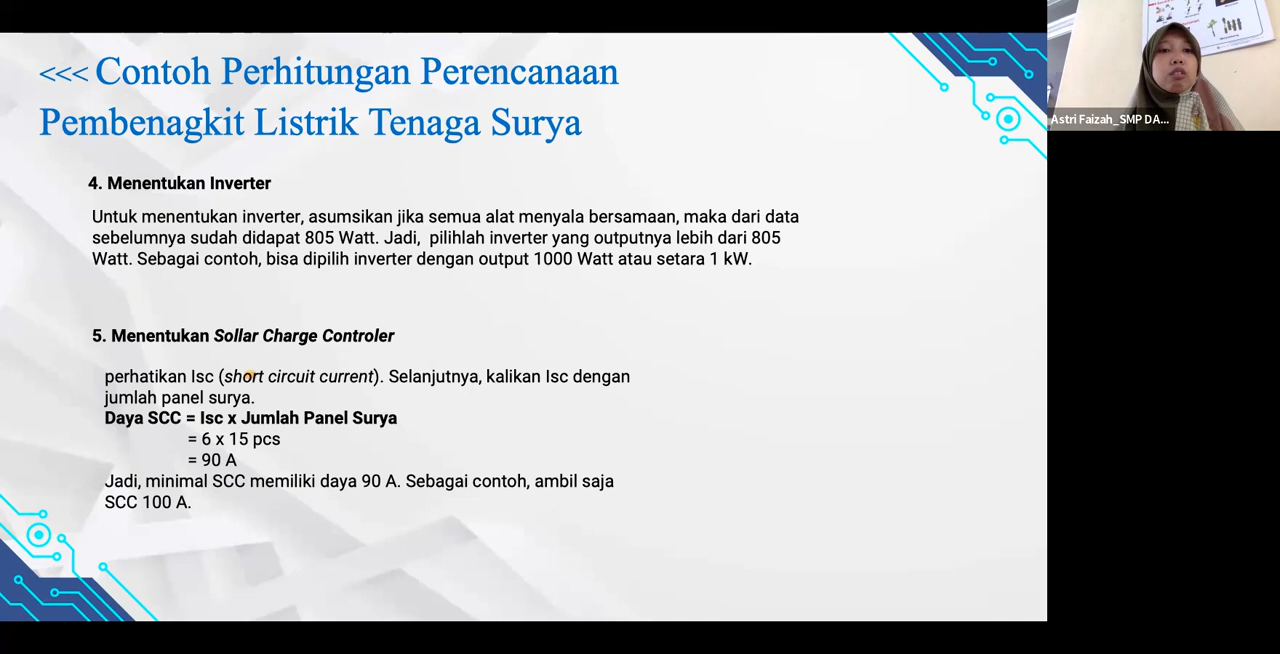 <<< Contoh Perhitungan Perencanaan
Pembenagkit Listrik Tenaga Surya
4. Menentukan Inverter
Untuk menentukan inverter, asumsikan jika semua alat menyala bersamaan, maka dari data
sebelumnya sudah didapat 805 Watt. Jadi, pilihlah inverter yang outputnya lebih dari 805
Watt. Sebagai contoh, bisa dipilih inverter dengan output 1000 Watt atau setara 1 kW.
5. Menentukan Sollar Charge Controler
perhatikan Isc (short circuit current). Selanjutnya, kalikan Isc dengan
jumlah panel surya.
Daya SCC = Isc x Jumlah Panel Surya
= 6 x 15 pcs
= 90 A
Jadi, minimal SCC memiliki daya 90 A. Sebagai contoh, ambil saja
SCC 100 A.
Astri Faizah_SMP DA...